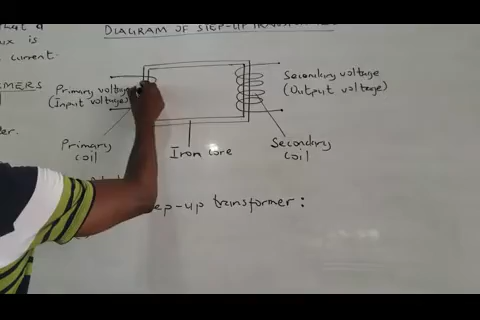 DIAGRAM OF STEP-UP TRANSFORMER
ux is
current.
MERS
Primary voltage
(Input voltage)
Secondary voltage
(Output voltage)
Primary
coil
Iron core
Secondary
coil
ep-up transformer: